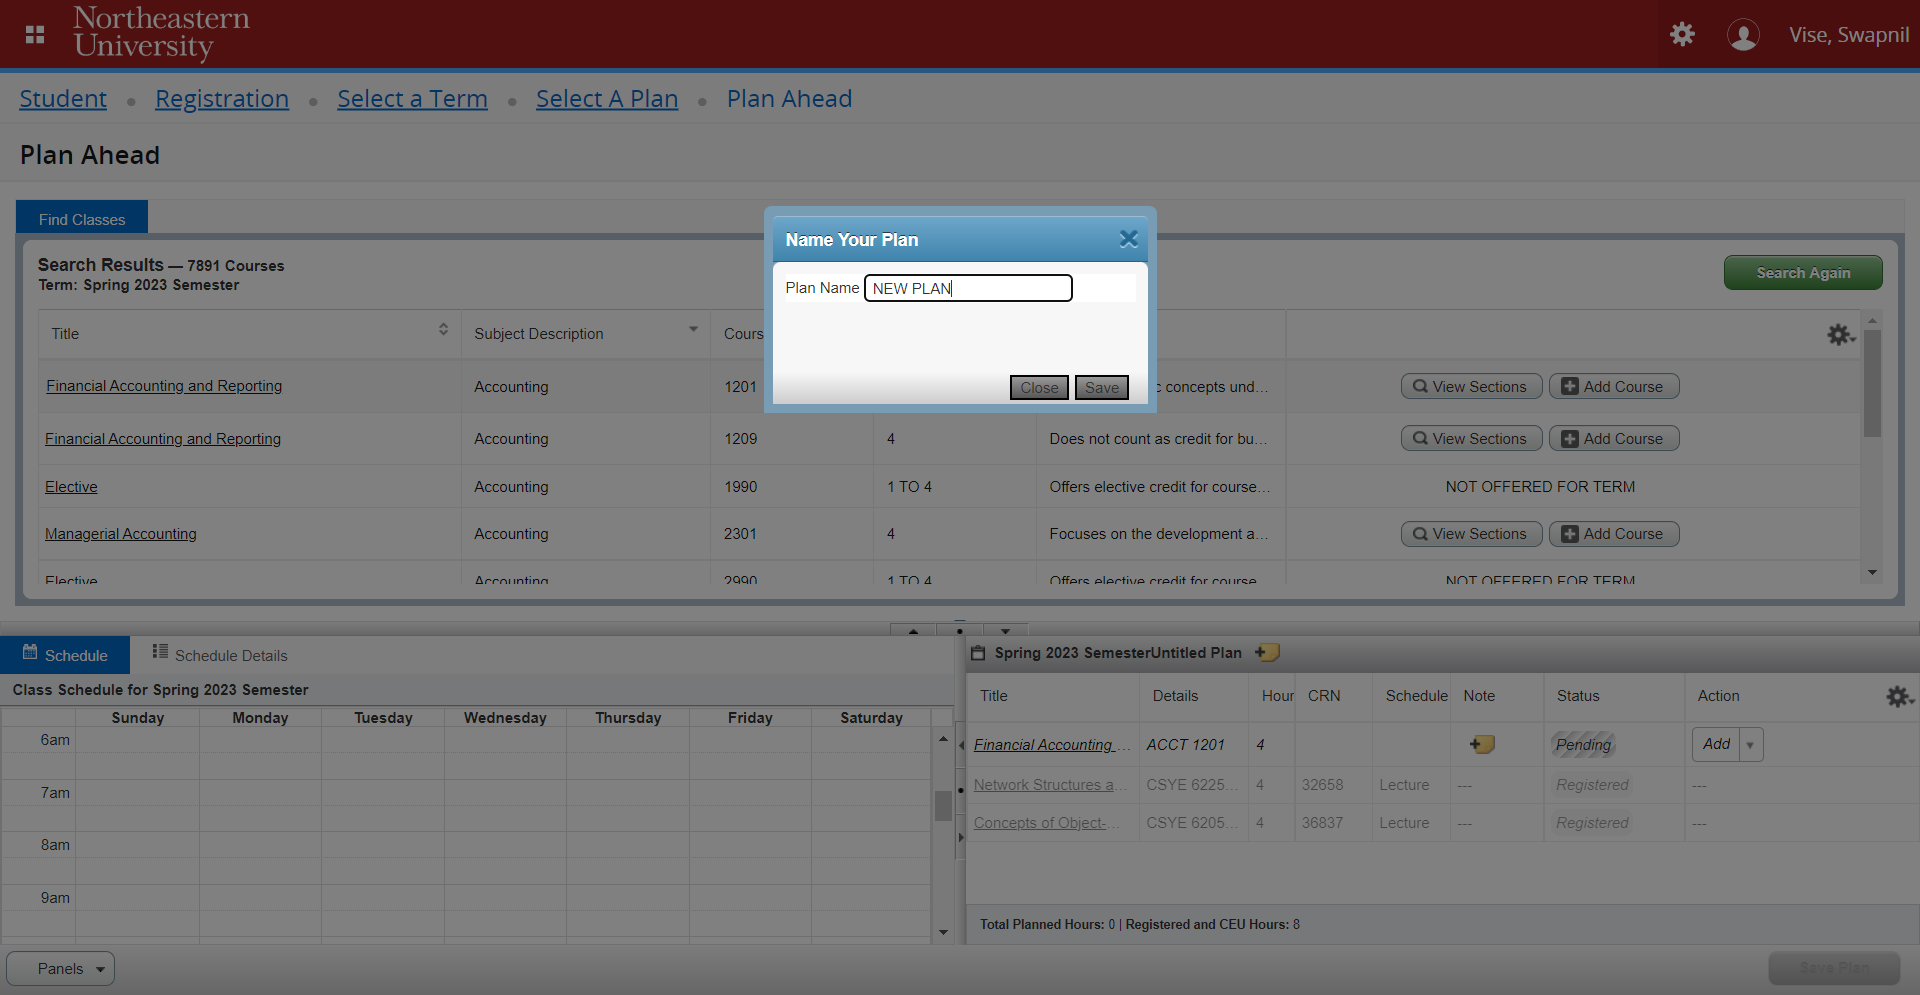 Northeastern
University
Vise, Swapnil
Student • Registration • Select a Term • Select A Plan • Plan Ahead
Plan Ahead
Find Classes
Search Results — 7891 Courses
Term: Spring 2023 Semester
Search Again
Name Your Plan
Plan Name NEW PLAN
Close Save
Title Subject Description Cours
Financial Accounting and Reporting Accounting 1201 c concepts und... View Sections Add Course
Financial Accounting and Reporting Accounting 1209 4 Does not count as credit for bu... View Sections Add Course
Elective Accounting 1990 1 TO 4 Offers elective credit for course... NOT OFFERED FOR TERM
Managerial Accounting Accounting 2301 4 Focuses on the development a... View Sections Add Course
Elective Accounting 2990 1 TO 4 Offers elective credit for course NOT OFFERED FOR TERM
Schedule Schedule Details
Class Schedule for Spring 2023 Semester
Sunday Monday Tuesday Wednesday Thursday Friday Saturday
6am
7am
8am
9am
Spring 2023 SemesterUntitled Plan
Title Details Hour CRN Schedule Note Status Action
Financial Accounting ... ACCT 1201 4 Pending Add
Network Structures a... CSYE 6225... 4 32658 Lecture --- Registered ---
Concepts of Object-... CSYE 6205... 4 36837 Lecture --- Registered ---
Total Planned Hours: 0 | Registered and CEU Hours: 8
Panels
Save Plan